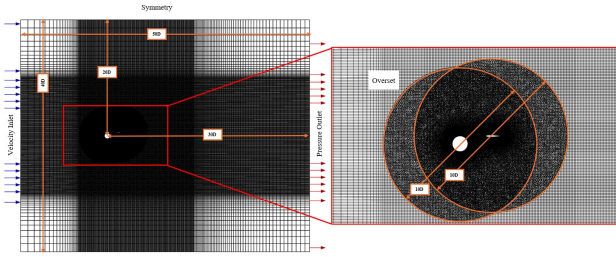 Symmetry
50D
20D
40D
Overset
Velocity Inlet
30D
Pressure Outlet
10D
10D